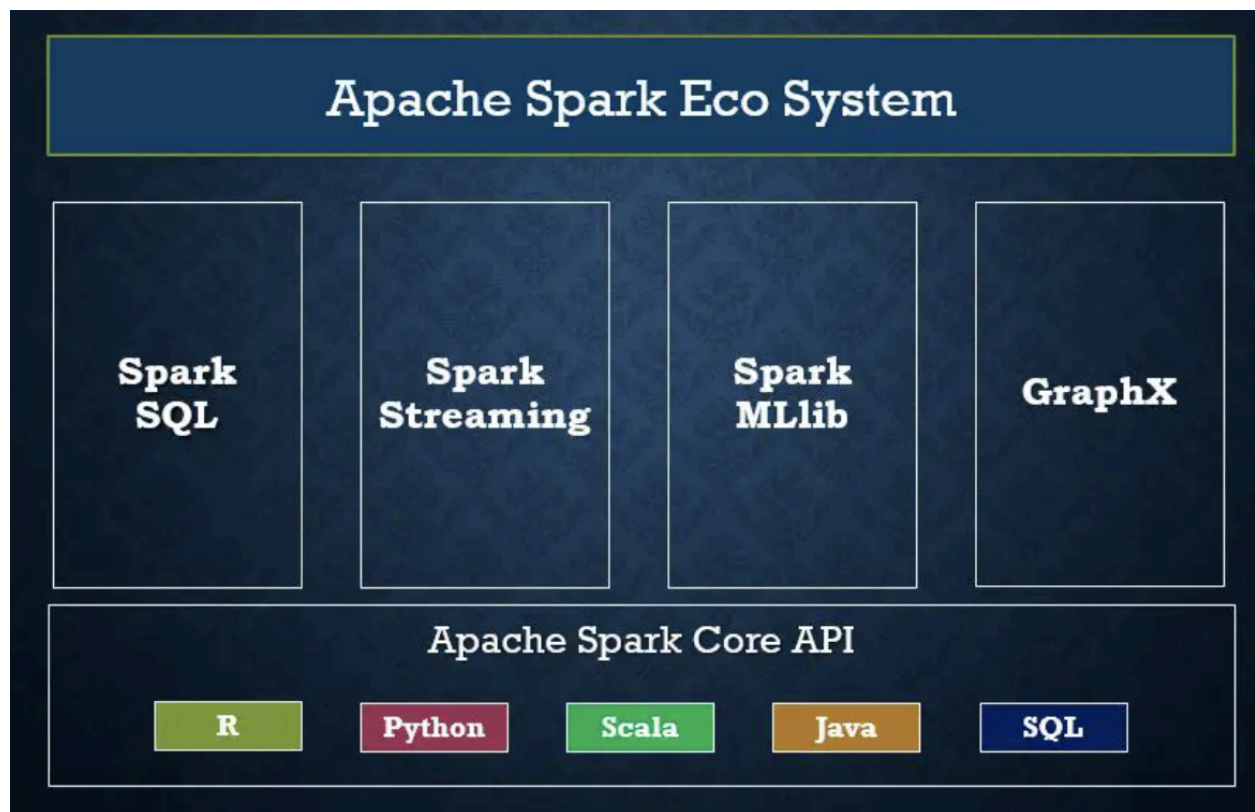 Apache Spark Eco System
Spark
SQL
Spark
Streaming
Spark
MLlib
GraphX
Apache Spark Core API
R
Python
Scala
Java
SQL